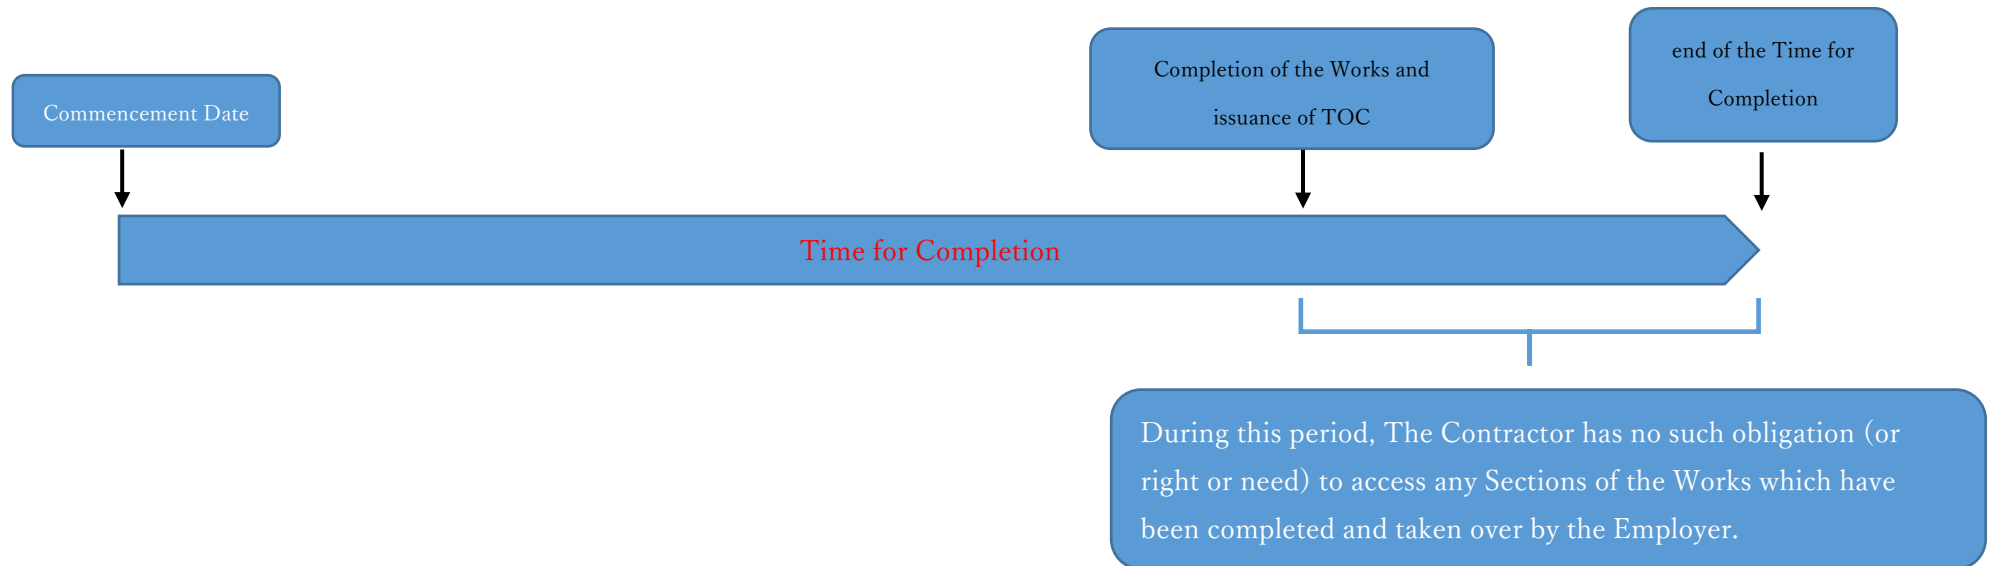 Commencement Date
Completion of the Works and
issuance of TOC
end of the Time for
Completion
Time for Completion
During this period, The Contractor has no such obligation (or
right or need) to access any Sections of the Works which have
been completed and taken over by the Employer.